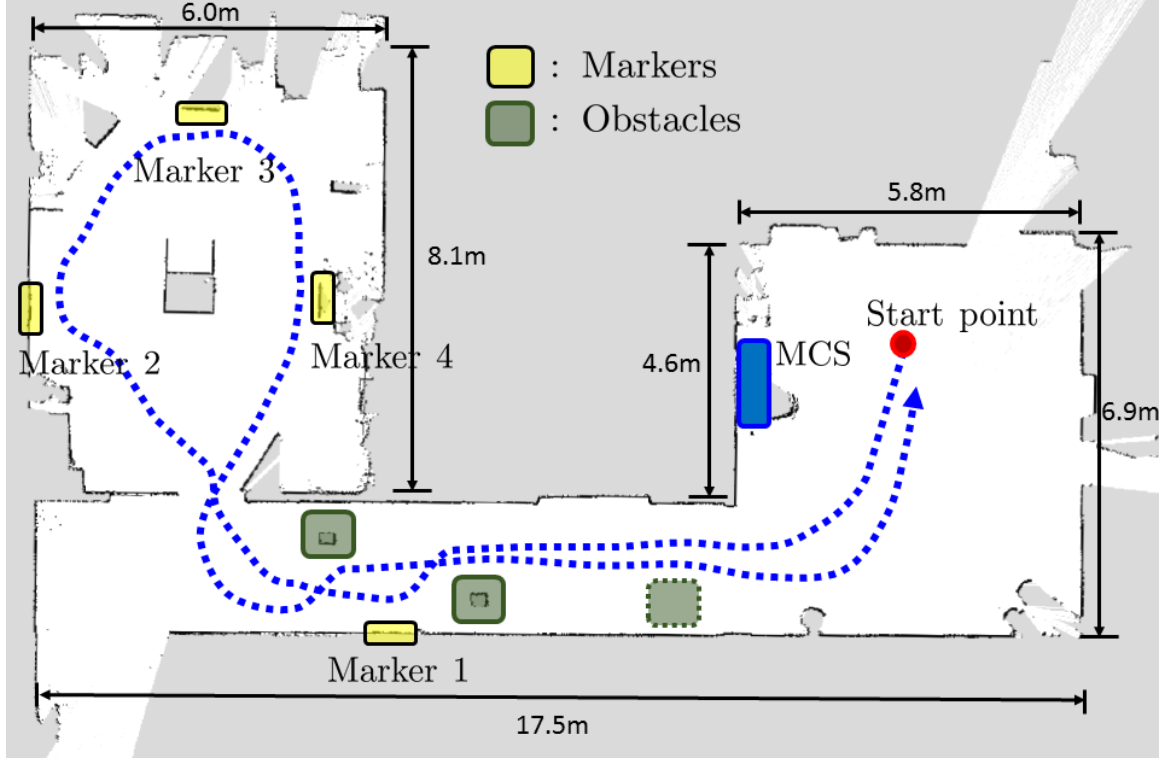 6.0m
: Markers
: Obstacles
Marker 3
5.8m
8.1m
Start point
MCS
Marker 2
Marker 4
4.6m
6.9m
Marker 1
17.5m